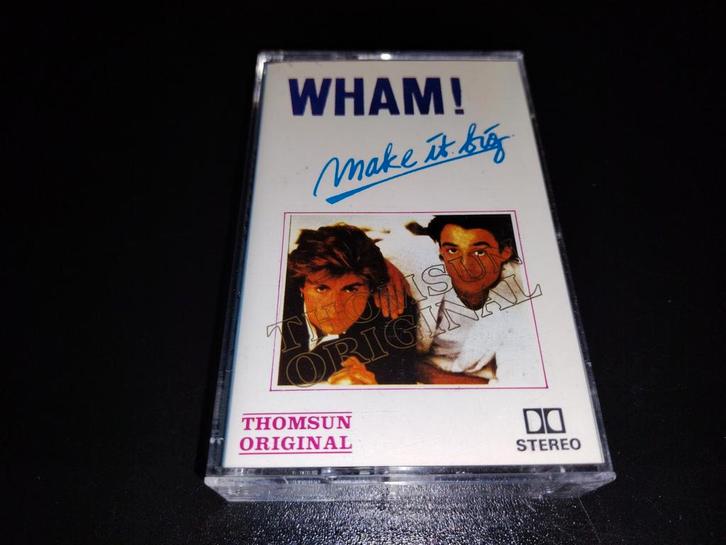 WHAM!
Make it big
THOMSUN
ORIGINAL
THOMSUN
ORIGINAL
STEREO